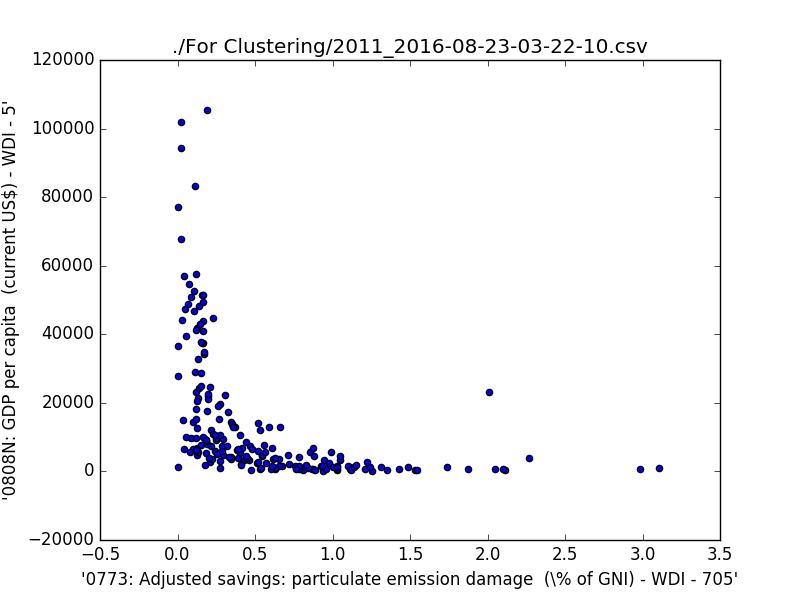 ./For Clustering/2011_2016-08-23-03-22-10.csv
120000
100000
80000
60000
40000
20000
0
−20000
'0808N: GDP per capita  (current US$) - WDI - 5'
−0.5 0.0 0.5 1.0 1.5 2.0 2.5 3.0 3.5
'0773: Adjusted savings: particulate emission damage  (\% of GNI) - WDI - 705'